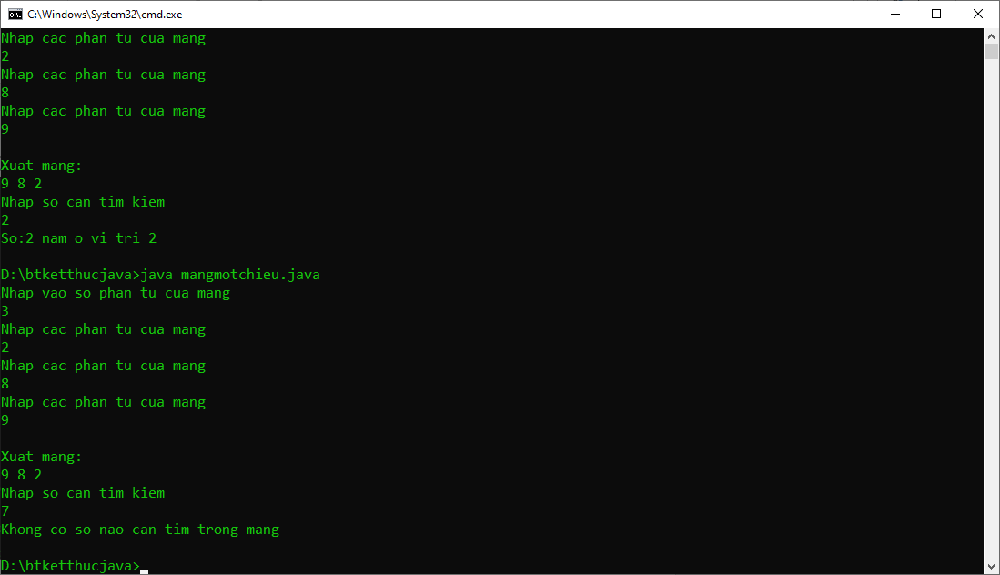 C:\Windows\System32\cmd.exe
Nhap cac phan tu cua mang
2
Nhap cac phan tu cua mang
8
Nhap cac phan tu cua mang
9
Xuat mang:
9 8 2
Nhap so can tim kiem
2
So:2 nam o vi tri 2
D:\btketthucjava>java mangmotchieu.java
Nhap vao so phan tu cua mang
3
Nhap cac phan tu cua mang
2
Nhap cac phan tu cua mang
8
Nhap cac phan tu cua mang
9
Xuat mang:
9 8 2
Nhap so can tim kiem
7
Khong co so nao can tim trong mang
D:\btketthucjava>